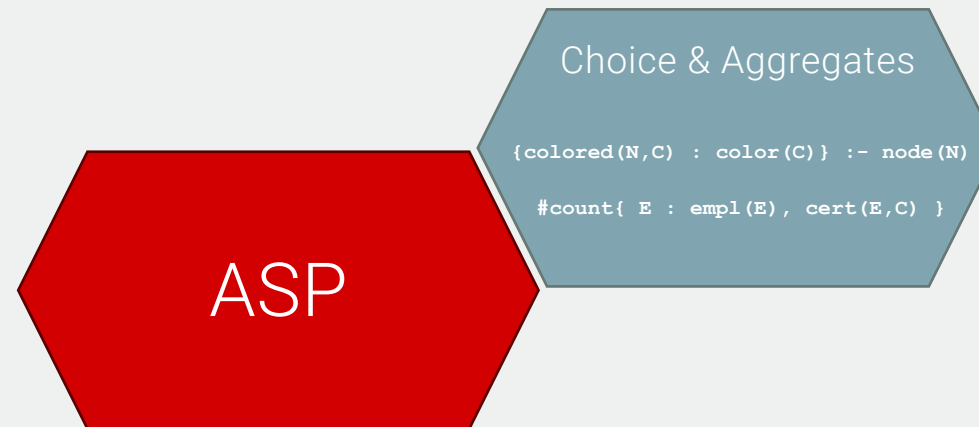 Choice & Aggregates
{colored(N,C) : color(C)} :- node(N)
#count{ E : empl(E), cert(E,C) }
ASP